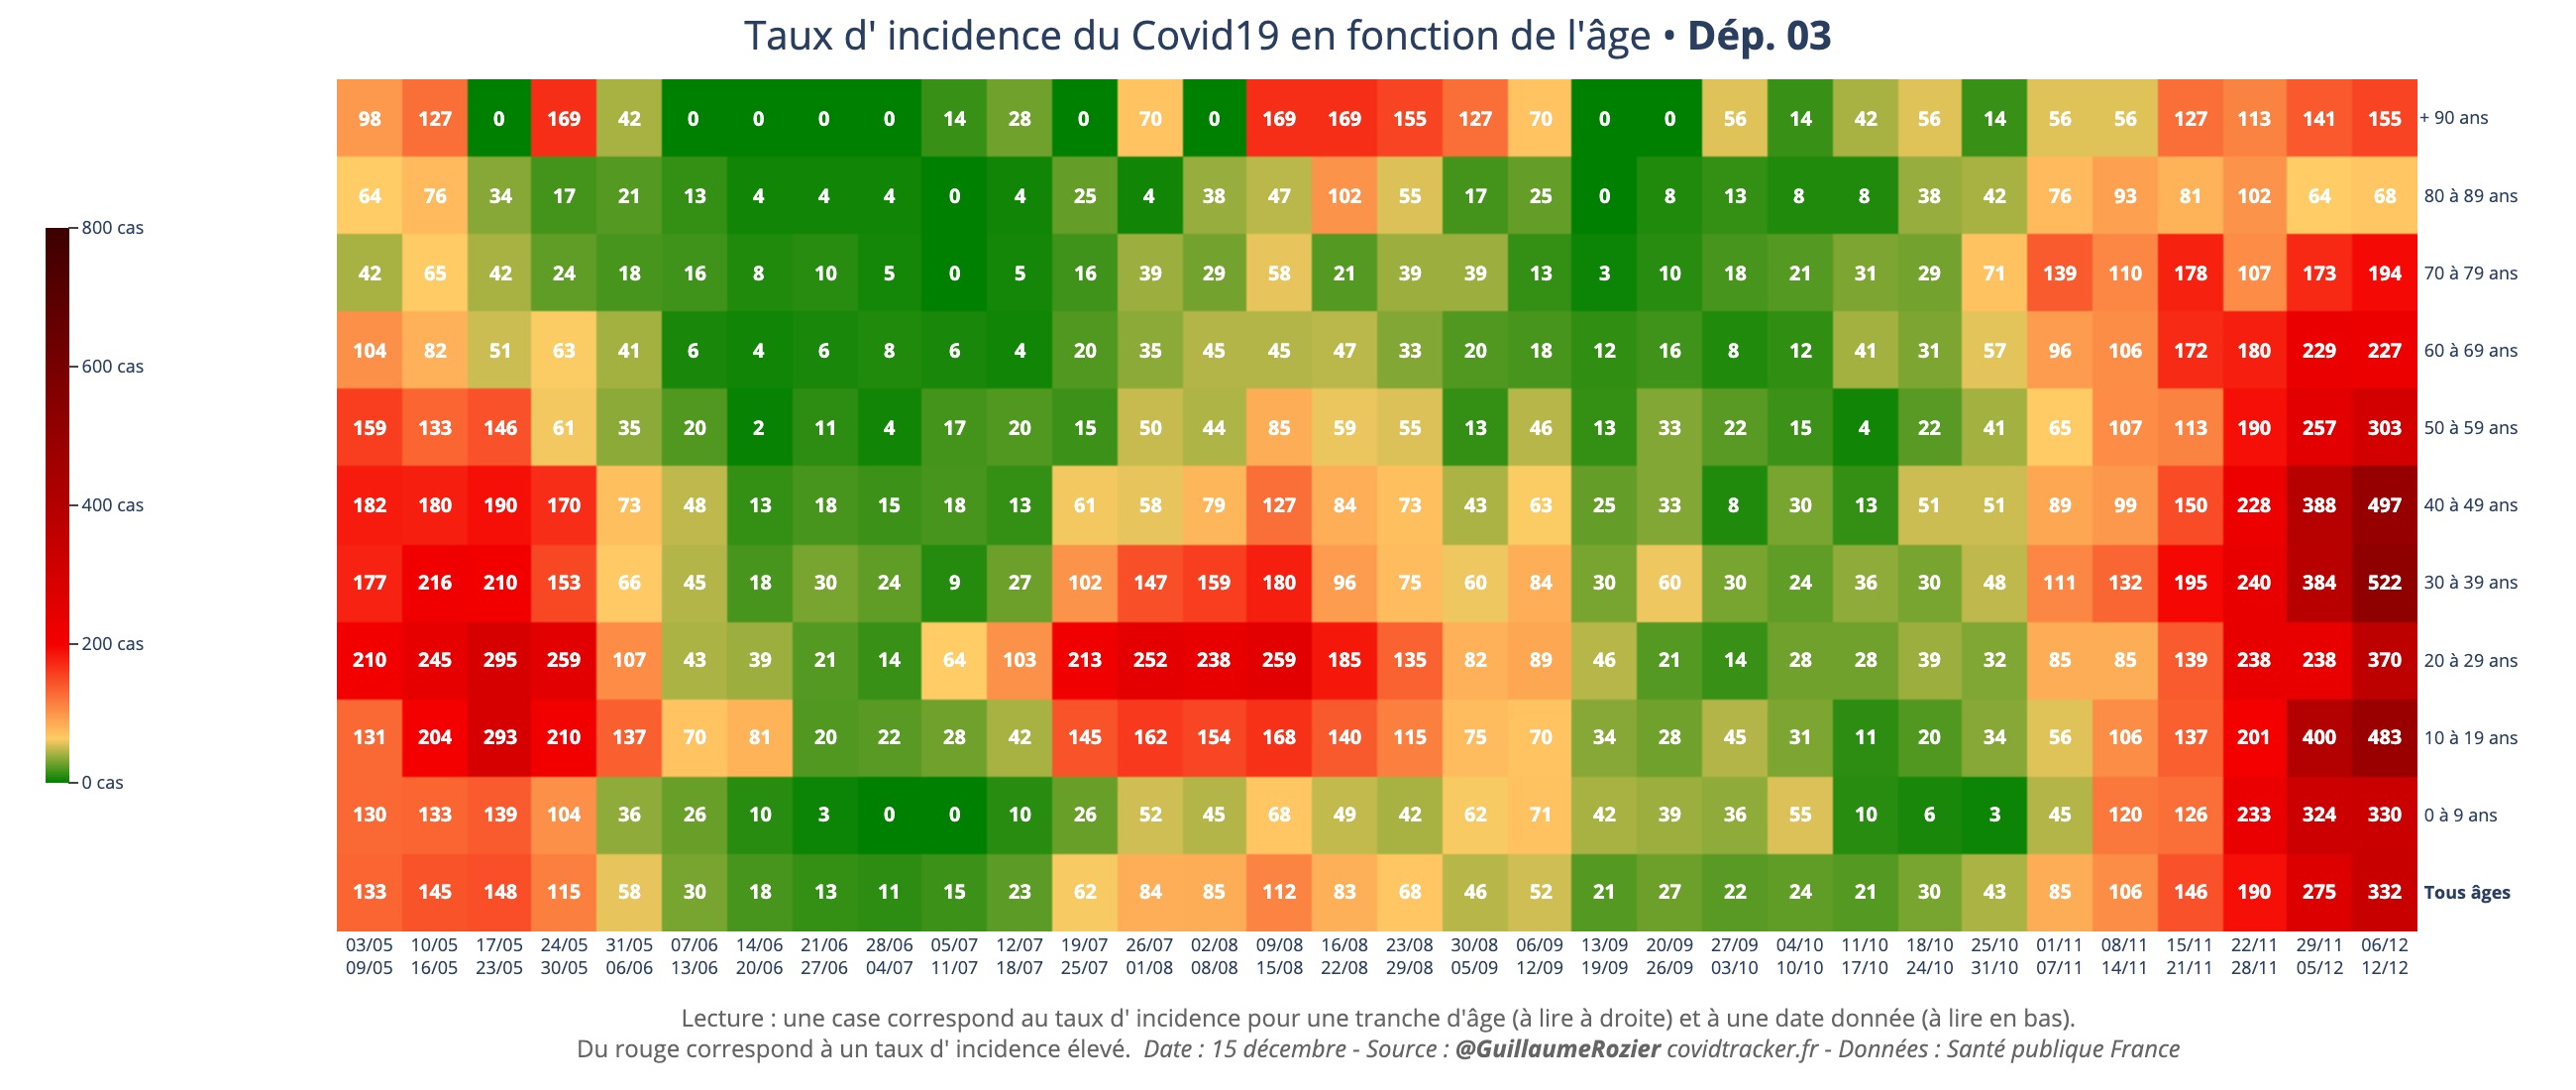 Taux d' incidence du Covid19 en fonction de l'âge • Dép. 03
98 127 0 169 42 0 0 0 0 14 28 0 70 0 169 169 155 127 70 0 0 56 14 42 56 14 56 56 127 113 141 155 + 90 ans
64 76 34 17 21 13 4 4 4 0 4 25 4 38 47 102 55 17 25 0 8 13 8 8 38 42 76 93 81 102 64 68 80 à 89 ans
800 cas
42 65 42 24 18 16 8 10 5 0 5 16 39 29 58 21 39 39 13 3 10 18 21 31 29 71 139 110 178 107 173 194 70 à 79 ans
104 82 51 63 41 6 4 6 8 6 4 20 35 45 45 47 33 20 18 12 16 8 12 41 31 57 96 106 172 180 229 227 60 à 69 ans
600 cas
159 133 146 61 35 20 2 11 4 17 20 15 50 44 85 59 55 13 46 13 33 22 15 4 22 41 65 107 113 190 257 303 50 à 59 ans
400 cas
182 180 190 170 73 48 13 18 15 18 13 61 58 79 127 84 73 43 63 25 33 8 30 13 51 51 89 99 150 228 388 497 40 à 49 ans
177 216 210 153 66 45 18 30 24 9 27 102 147 159 180 96 75 60 84 30 60 30 24 36 30 48 111 132 195 240 384 522 30 à 39 ans
200 cas
210 245 295 259 107 43 39 21 14 64 103 213 252 238 259 185 135 82 89 46 21 14 28 28 39 32 85 85 139 238 238 370 20 à 29 ans
131 204 293 210 137 70 81 20 22 28 42 145 162 154 168 140 115 75 70 34 28 45 31 11 20 34 56 106 137 201 400 483 10 à 19 ans
0 cas
130 133 139 104 36 26 10 3 0 0 10 26 52 45 68 49 42 62 71 42 39 36 55 10 6 3 45 120 126 233 324 330 0 à 9 ans
133 145 148 115 58 30 18 13 11 15 23 62 84 85 112 83 68 46 52 21 27 22 24 21 30 43 85 106 146 190 275 332 Tous âges
03/05 10/05 17/05 24/05 31/05 07/06 14/06 21/06 28/06 05/07 12/07 19/07 26/07 02/08 09/08 16/08 23/08 30/08 06/09 13/09 20/09 27/09 04/10 11/10 18/10 25/10 01/11 08/11 15/11 22/11 29/11 06/12
09/05 16/05 23/05 30/05 06/06 13/06 20/06 27/06 04/07 11/07 18/07 25/07 01/08 08/08 15/08 22/08 29/08 05/09 12/09 19/09 26/09 03/10 10/10 17/10 24/10 31/10 07/11 14/11 21/11 28/11 05/12 12/12
Lecture : une case correspond au taux d' incidence pour une tranche d'âge (à lire à droite) et à une date donnée (à lire en bas).
Du rouge correspond à un taux d' incidence élevé. Date : 15 décembre - Source : @GuillaumeRozier covidtracker.fr - Données : Santé publique France